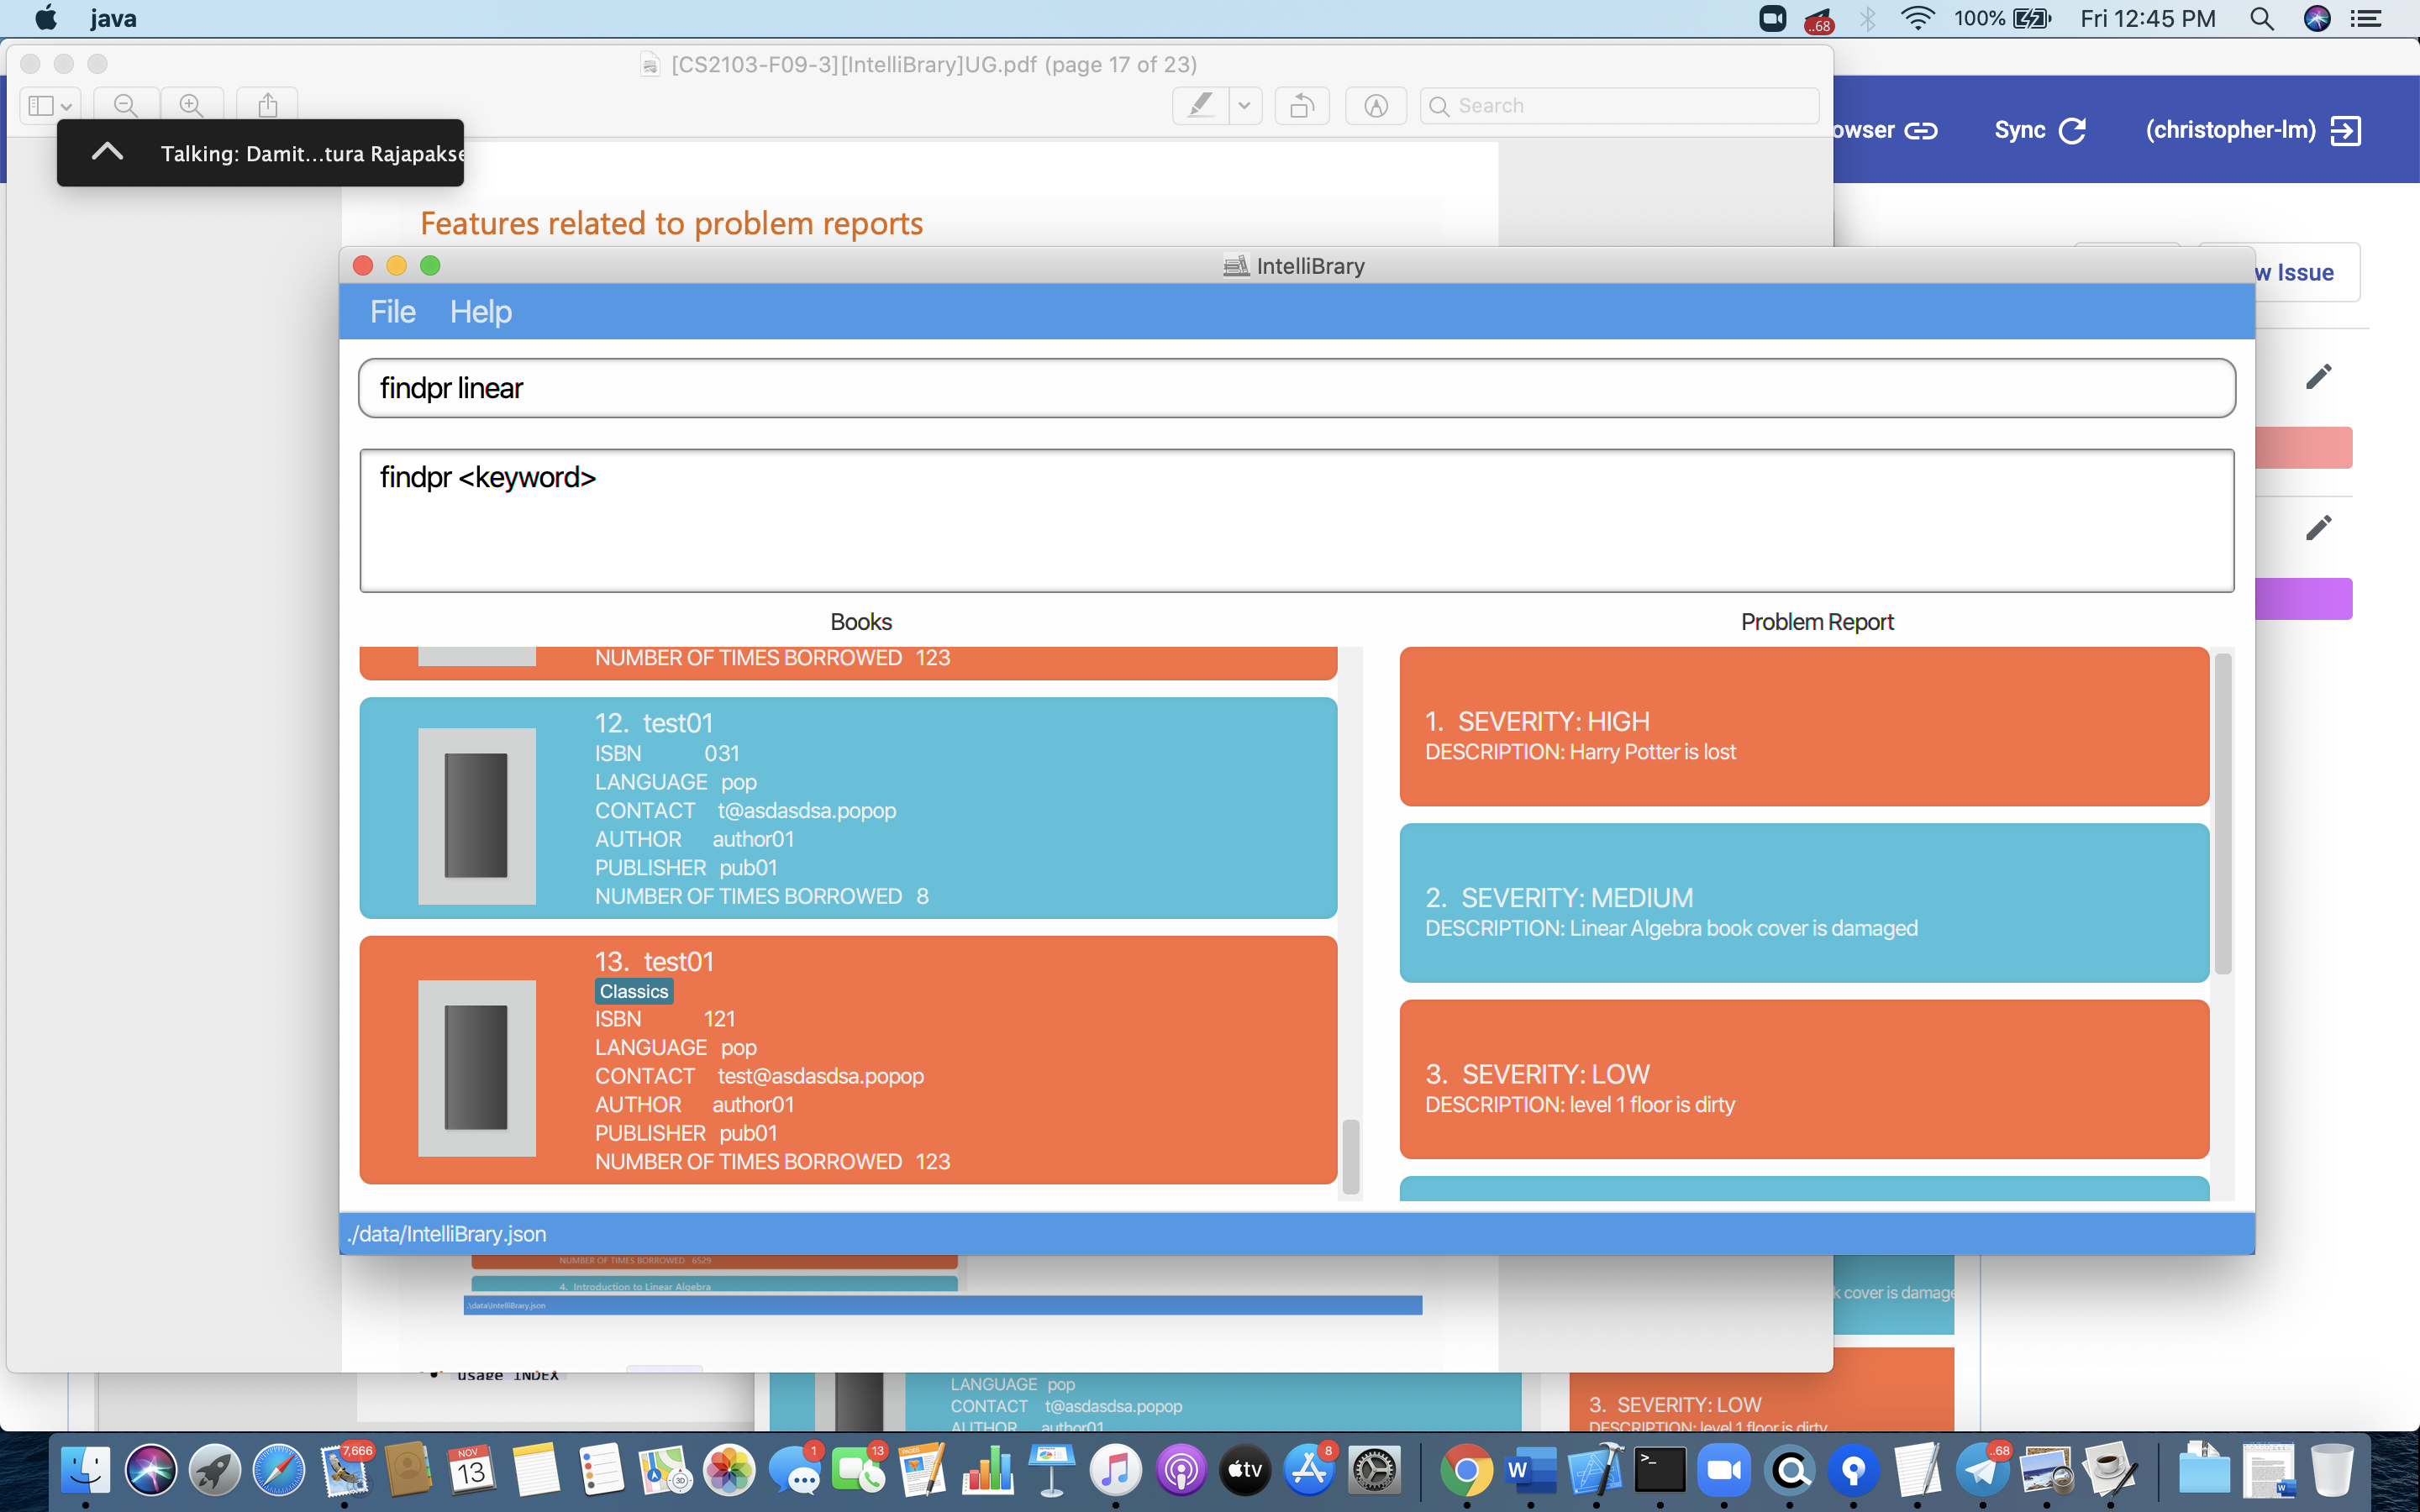 java
100%
Fri 12:45 PM
..68
[CS2103-F09-3][IntelliBrary]UG.pdf (page 17 of 23)
Search
Talking: Damit...tura Rajapakse
owser
Sync
(christopher-lm)
Features related to problem reports
w Issue
IntelliBrary
File Help
findpr linear
findpr <keyword>
Books
NUMBER OF TIMES BORROWED 123
12. test01
ISBN 031
LANGUAGE pop
CONTACT t@asdasdsa.popop
AUTHOR author01
PUBLISHER pub01
NUMBER OF TIMES BORROWED 8
13. test01
Classics
ISBN 121
LANGUAGE pop
CONTACT test@asdasdsa.popop
AUTHOR author01
PUBLISHER pub01
NUMBER OF TIMES BORROWED 123
Problem Report
1. SEVERITY: HIGH
DESCRIPTION: Harry Potter is lost
2. SEVERITY: MEDIUM
DESCRIPTION: Linear Algebra book cover is damaged
3. SEVERITY: LOW
DESCRIPTION: level 1 floor is dirty
./data/IntelliBrary.json
NUMBER OF TIMES BORROWED 6529
4. Introduction to Linear Algebra
.\data\IntelliBrary.json
k cover is damage
usage INDEX
LANGUAGE pop
CONTACT t@asdasdsa.popop
AUTHOR author01
3. SEVERITY: LOW
DESCRIPTION: level 1 floor is dirty
7,666
NOV
13
3D
1
13
PAGES
tv
8
W
>_
..68
W